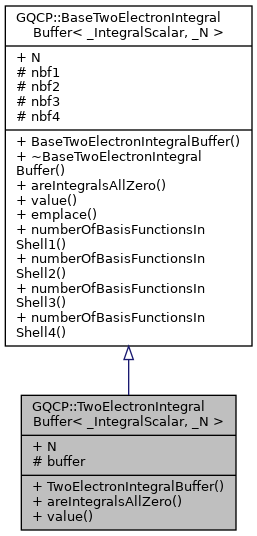 GQCP::BaseTwoElectronIntegral
Buffer< _IntegralScalar, _N >
+ N
# nbf1
# nbf2
# nbf3
# nbf4
+ BaseTwoElectronIntegralBuffer()
+ ~BaseTwoElectronIntegral
Buffer()
+ areIntegralsAllZero()
+ value()
+ emplace()
+ numberOfBasisFunctionsIn
Shell1()
+ numberOfBasisFunctionsIn
Shell2()
+ numberOfBasisFunctionsIn
Shell3()
+ numberOfBasisFunctionsIn
Shell4()
GQCP::TwoElectronIntegral
Buffer< _IntegralScalar, _N >
+ N
# buffer
+ TwoElectronIntegralBuffer()
+ areIntegralsAllZero()
+ value()